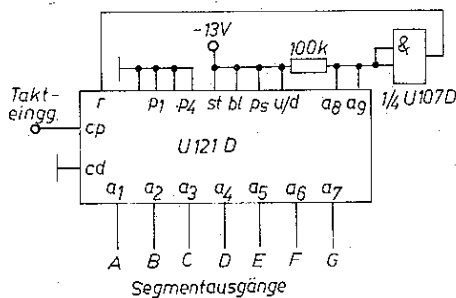 -13V
100k
&
1/4 U107D
Takt-
eingg.
r p1 p4 st bl ps u/d a8 a9
cp
U121 D
cd
a1 a2 a3 a4 a5 a6 a7
A B C D E F G
Segmentausgänge